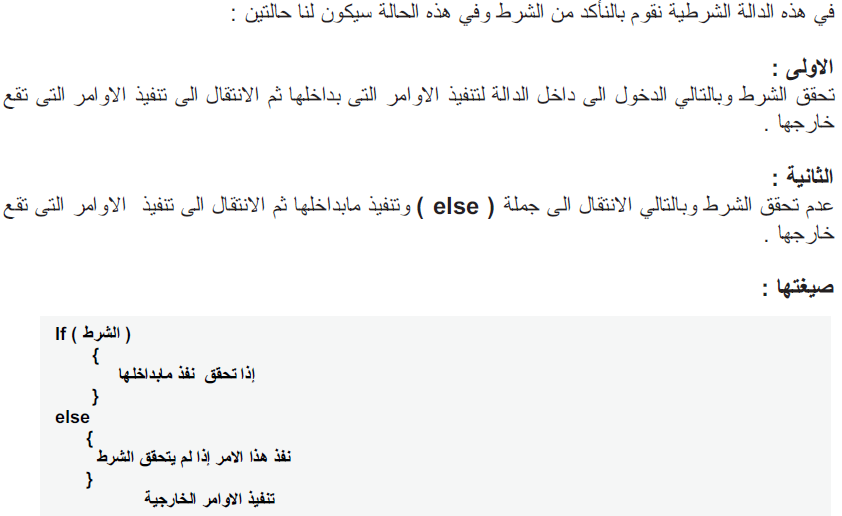 في هذه الدالة الشرطية نقوم بالتأكد من الشرط وفي هذه الحالة سيكون لنا حالتين :
الاولى :
تحقق الشرط وبالتالي الدخول الى داخل الدالة لتنفيذ الاوامر التى بداخلها ثم الانتقال الى تنفيذ الاوامر التى تقع
خارجها .
الثانية :
عدم تحقق الشرط وبالتالي الانتقال الى جملة ( else ) وتنفيذ مابداخلها ثم الانتقال الى تنفيذ الاوامر التى تقع
خارجها .
صيغتها :
If ( الشرط )
{
إذا تحقق نفذ مابداخلها
}
else
{
نفذ هذا الامر إذا لم يتحقق الشرط
}
تنفيذ الاوامر الخارجية